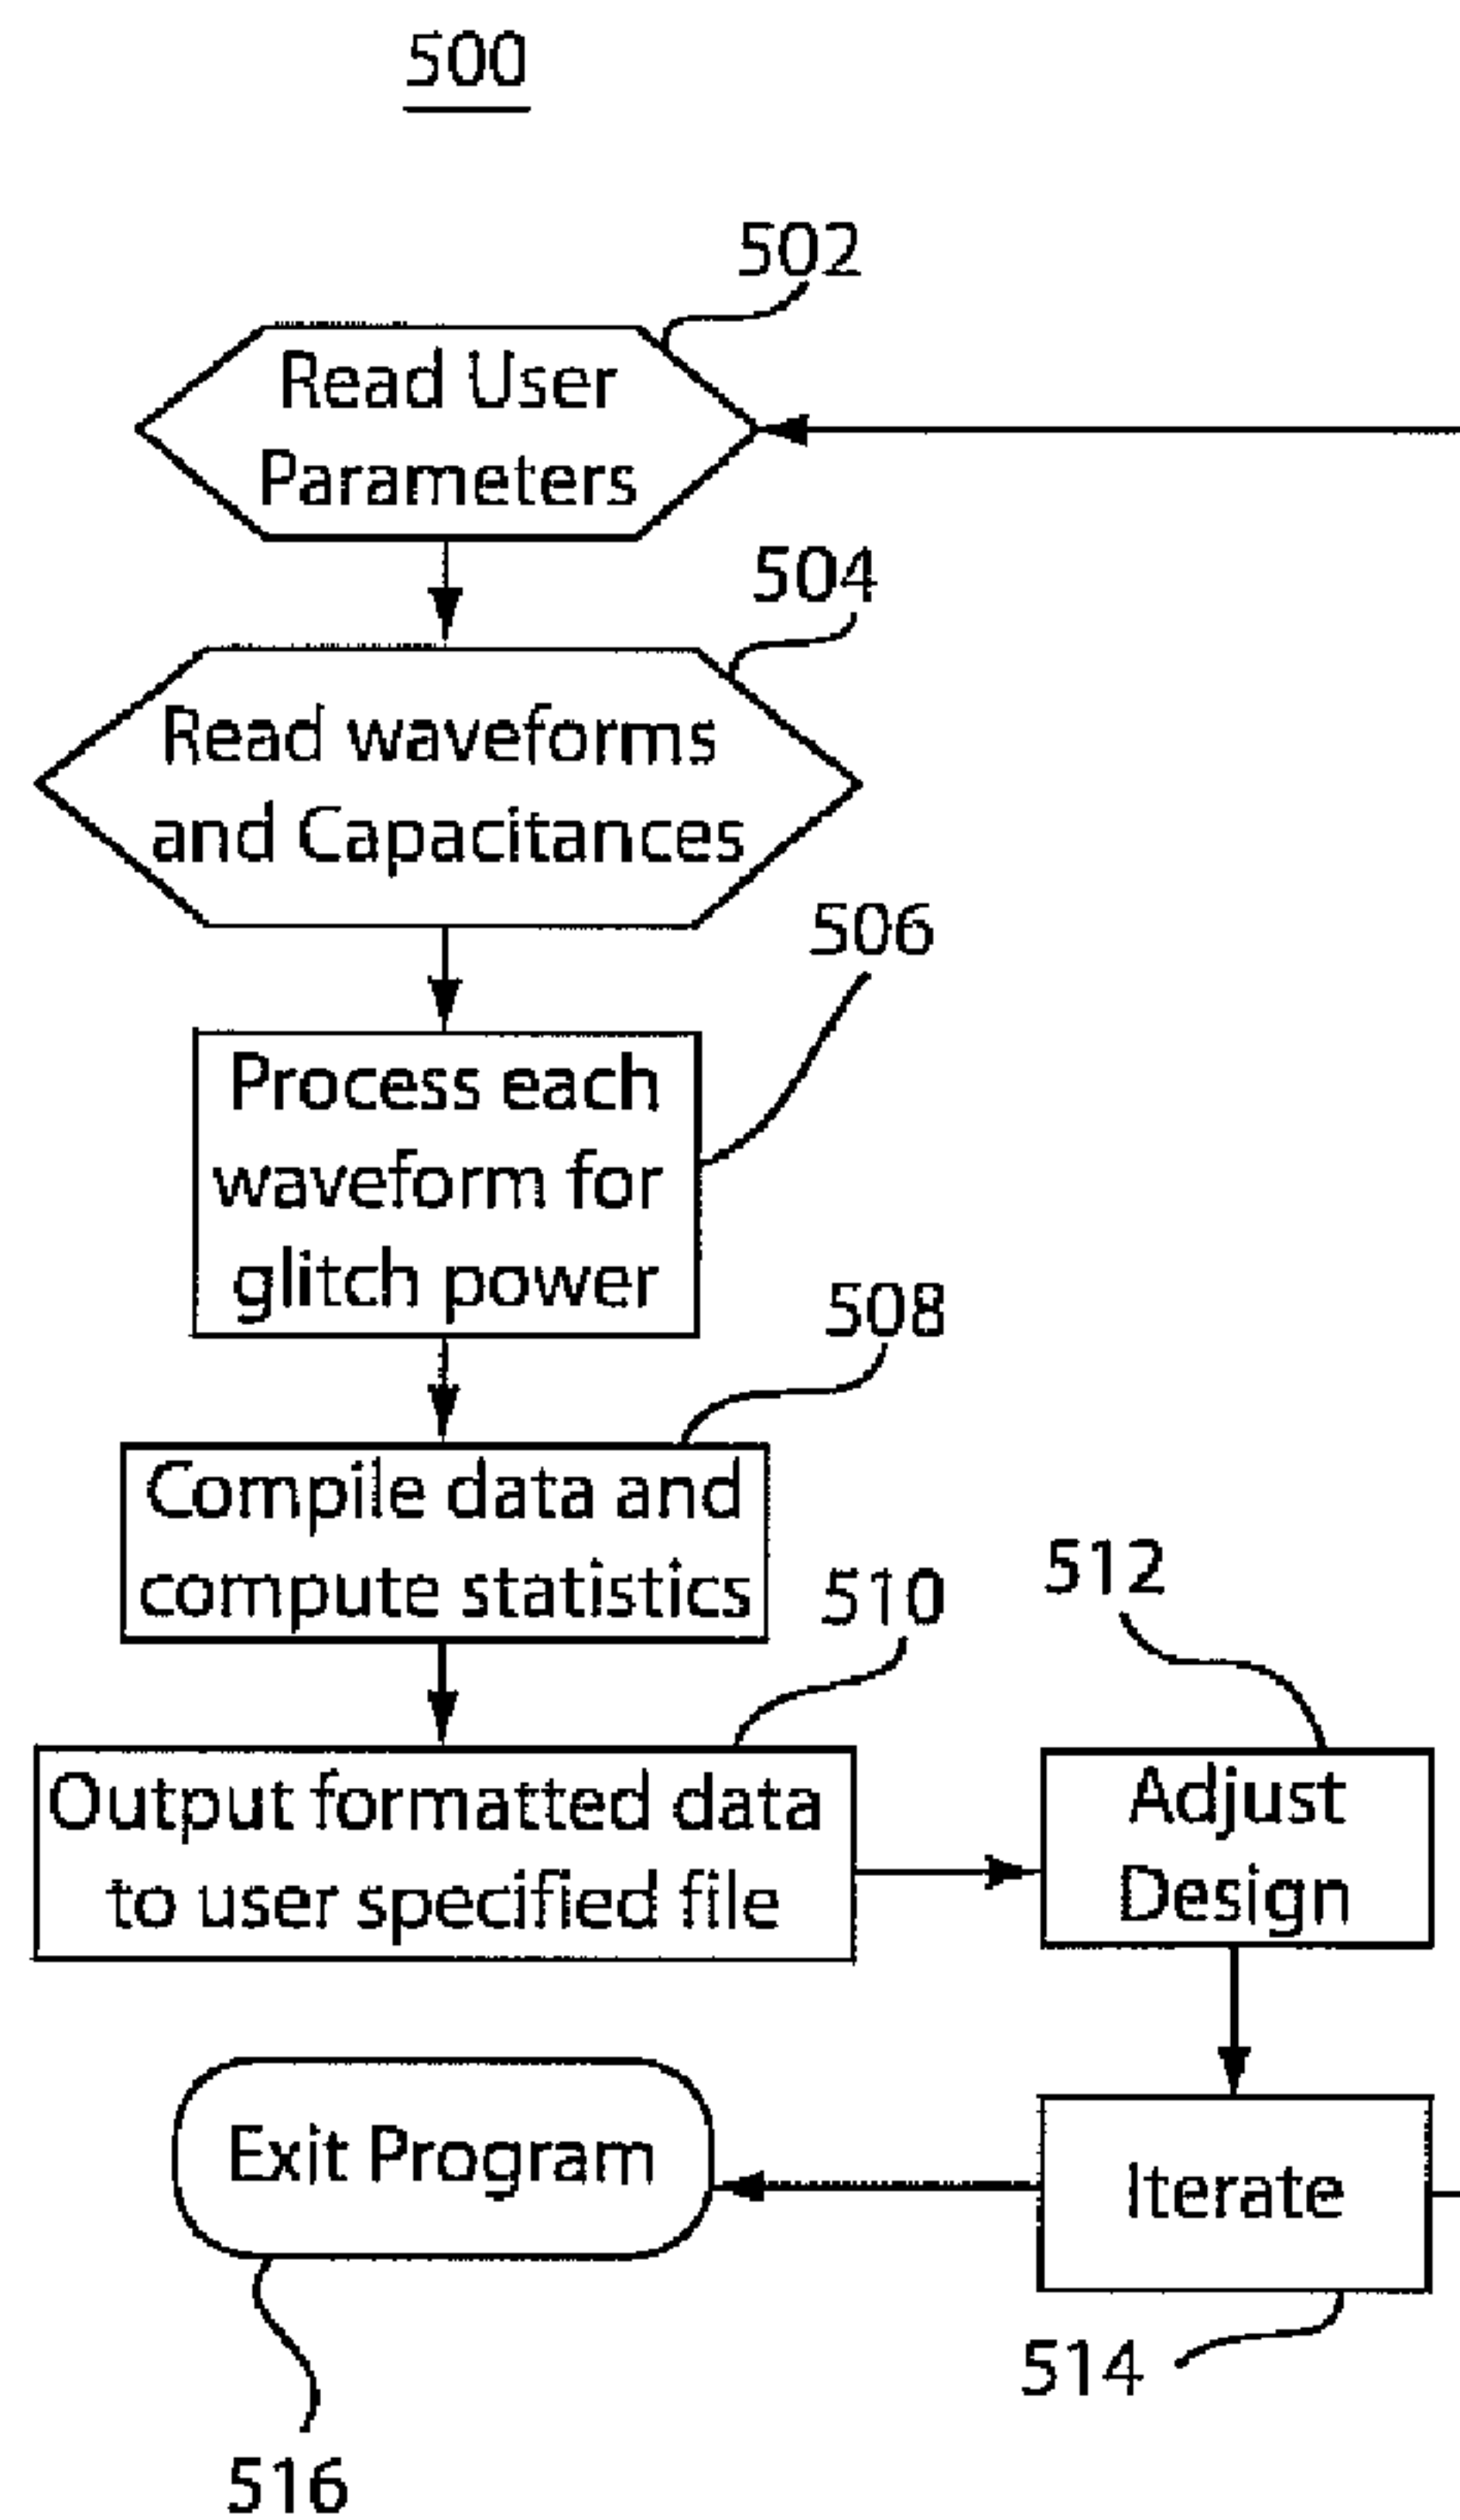 500
502
Read User
Parameters
504
Read waveforms
and Capacitances
506
Process each
waveform for
glitch power
508
Compile data and
compute statistics
510
512
Output formatted data
to user specified file
Adjust
Design
Exit Program
Iterate
514
516